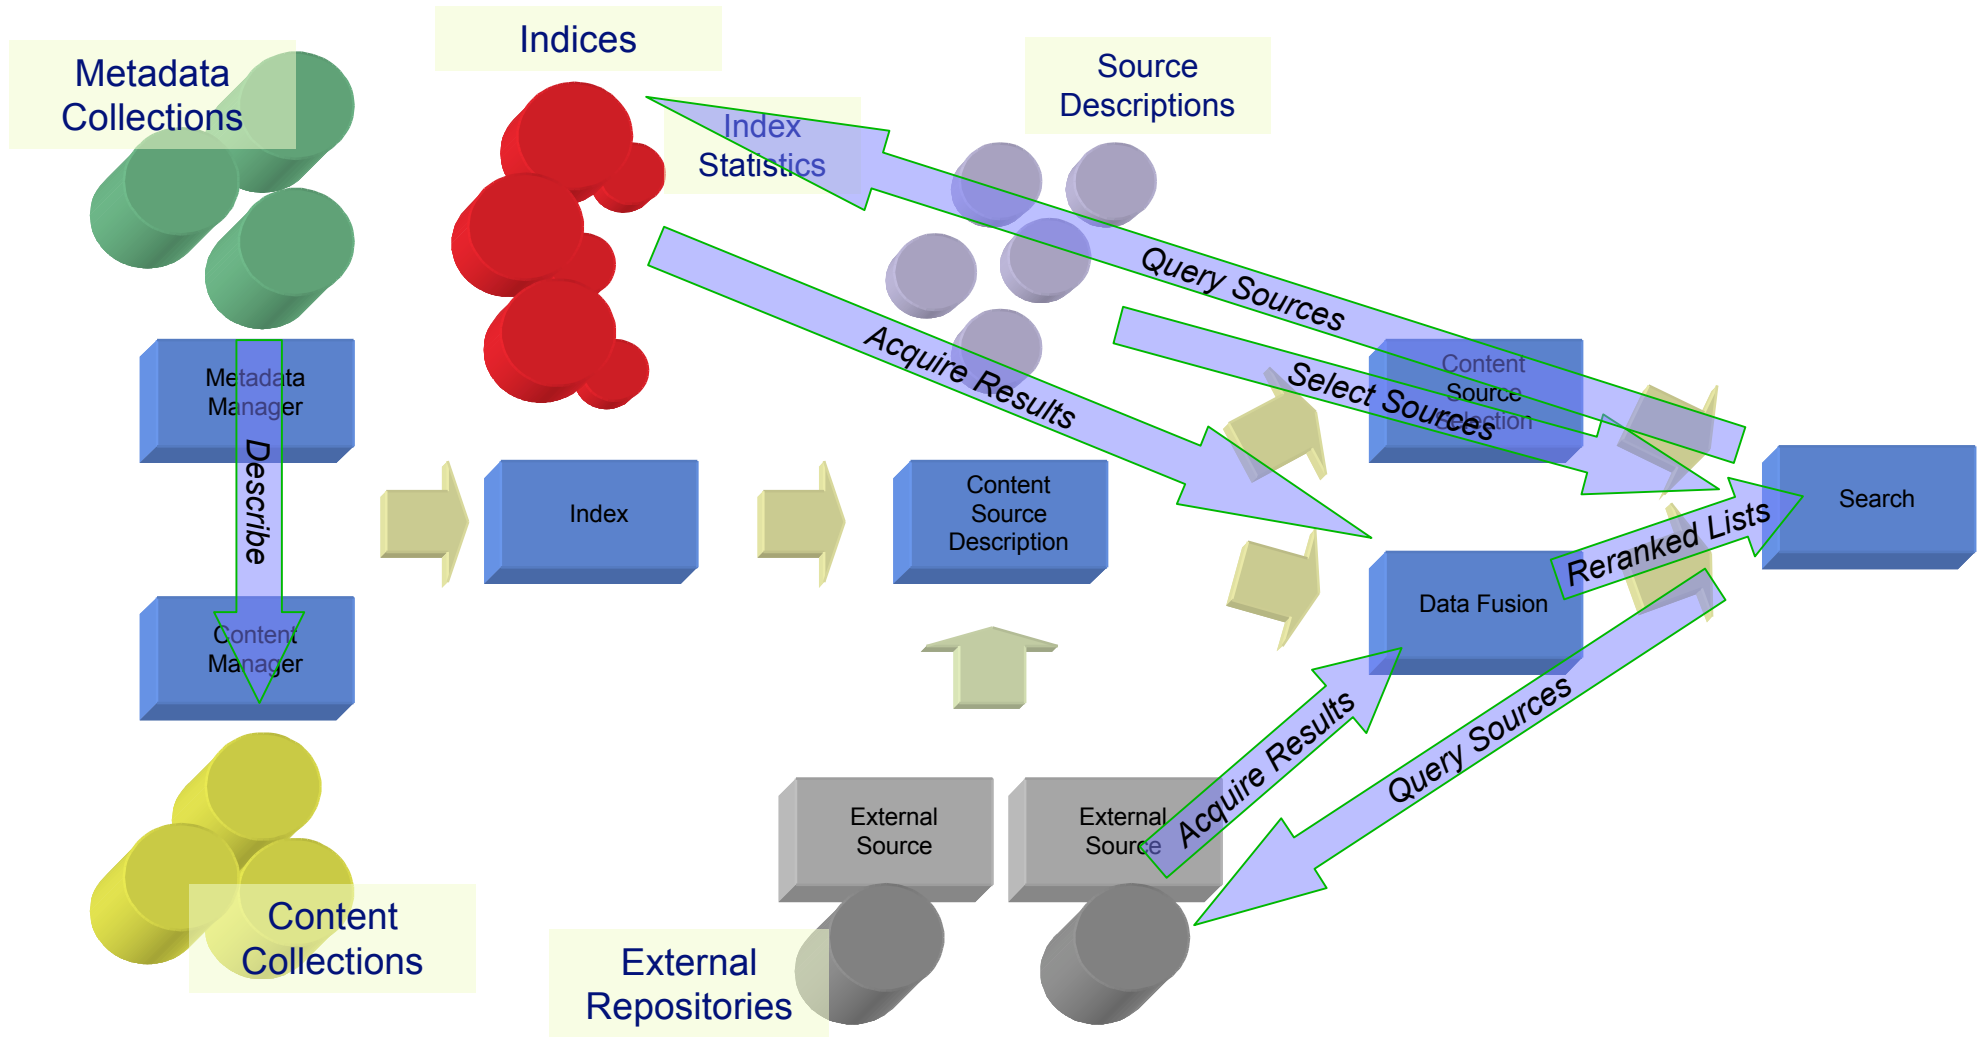 Metadata
Collections
Indices
Index
Statistics
Source
Descriptions
Query Sources
Acquire Results
Select Sources
Metadata
Manager
Describe
Content
Manager
Index
Content
Source
Description
Content
Source
Selection
Search
Reranked Lists
Data Fusion
Acquire Results
Query Sources
External
Source
External
Source
Content
Collections
External
Repositories